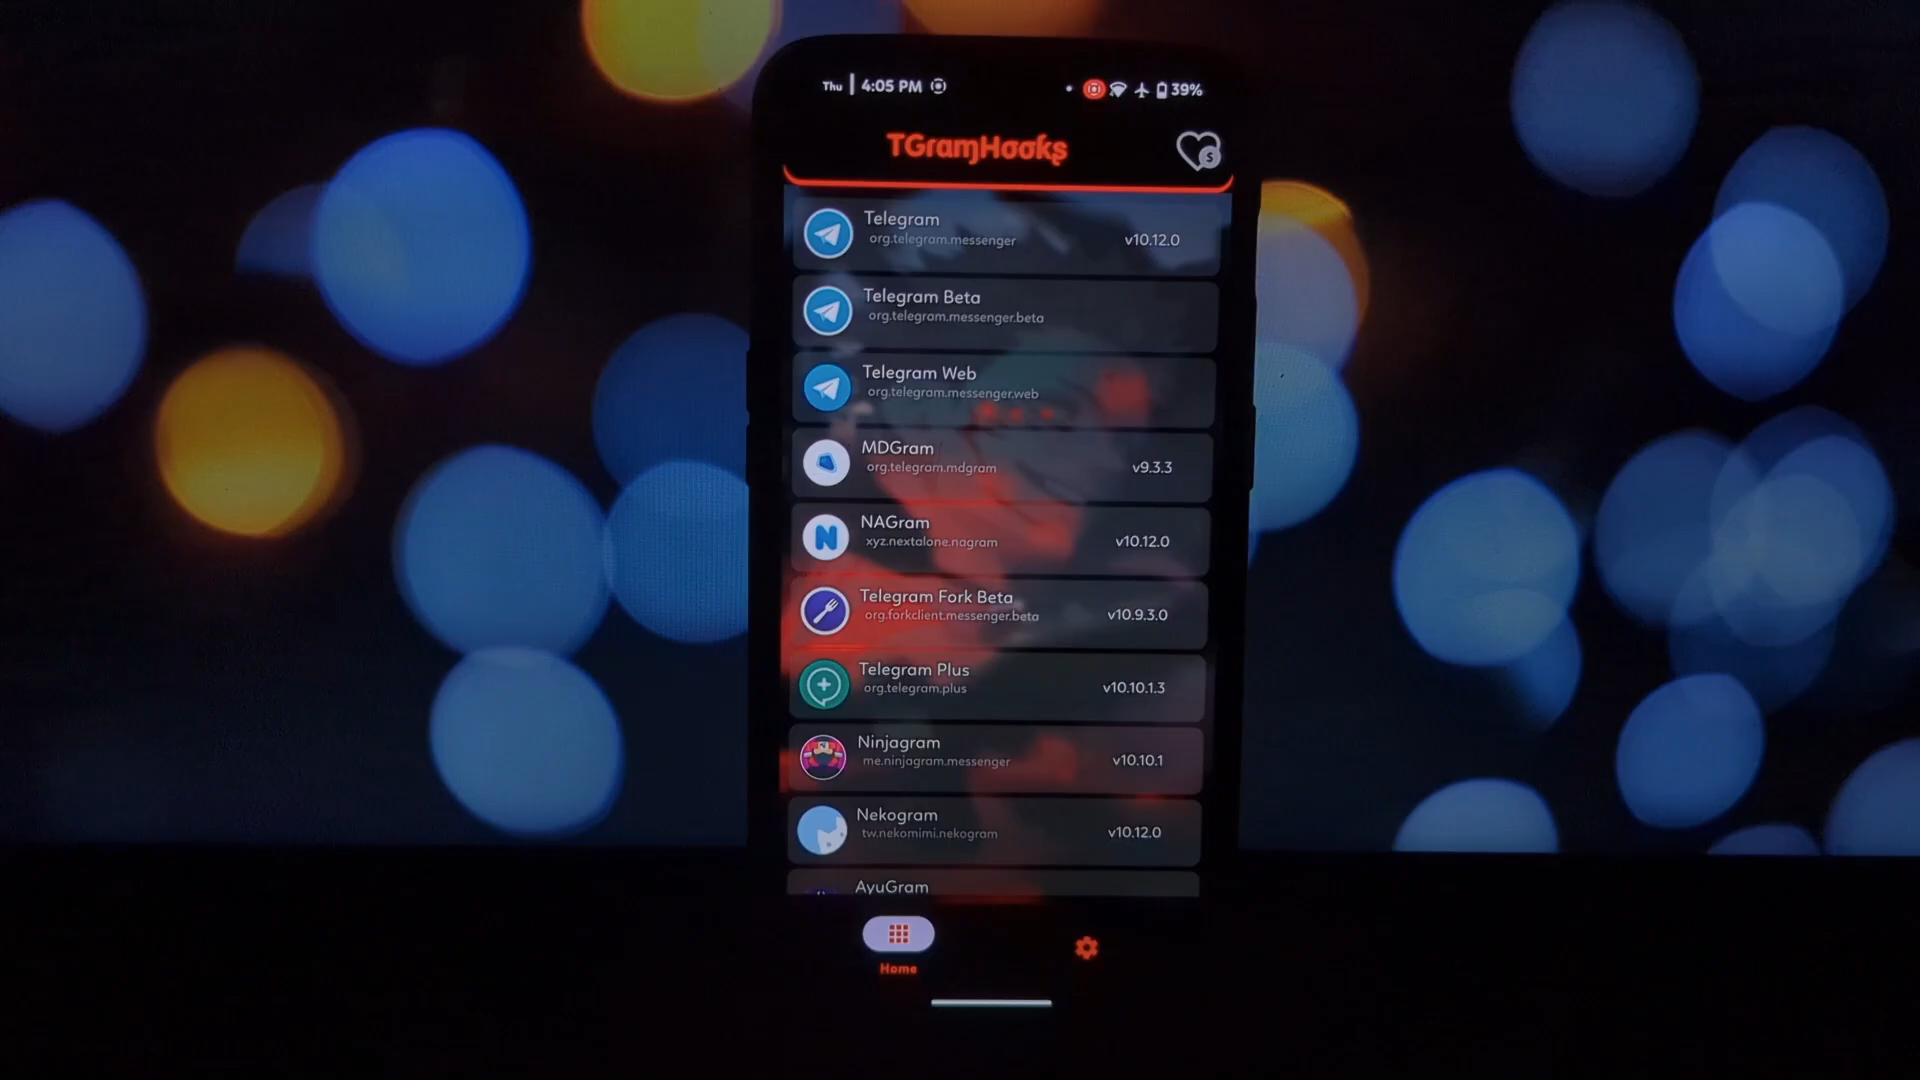 Thu | 4:05 PM 39%
TGramHooks
Telegram
org.telegram.messenger v10.12.0
Telegram Beta
org.telegram.messenger.beta
Telegram Web
org.telegram.messenger.web
MDGram
org.telegram.mdgram v9.3.3
NAGram
xyz.nextalone.nagram v10.12.0
Telegram Fork Beta
org.forkclient.messenger.beta v10.9.3.0
Telegram Plus
org.telegram.plus v10.10.1.3
Ninjagram
me.ninjagram.messenger v10.10.1
Nekogram
tw.nekomimi.nekogram v10.12.0
AyuGram
Home